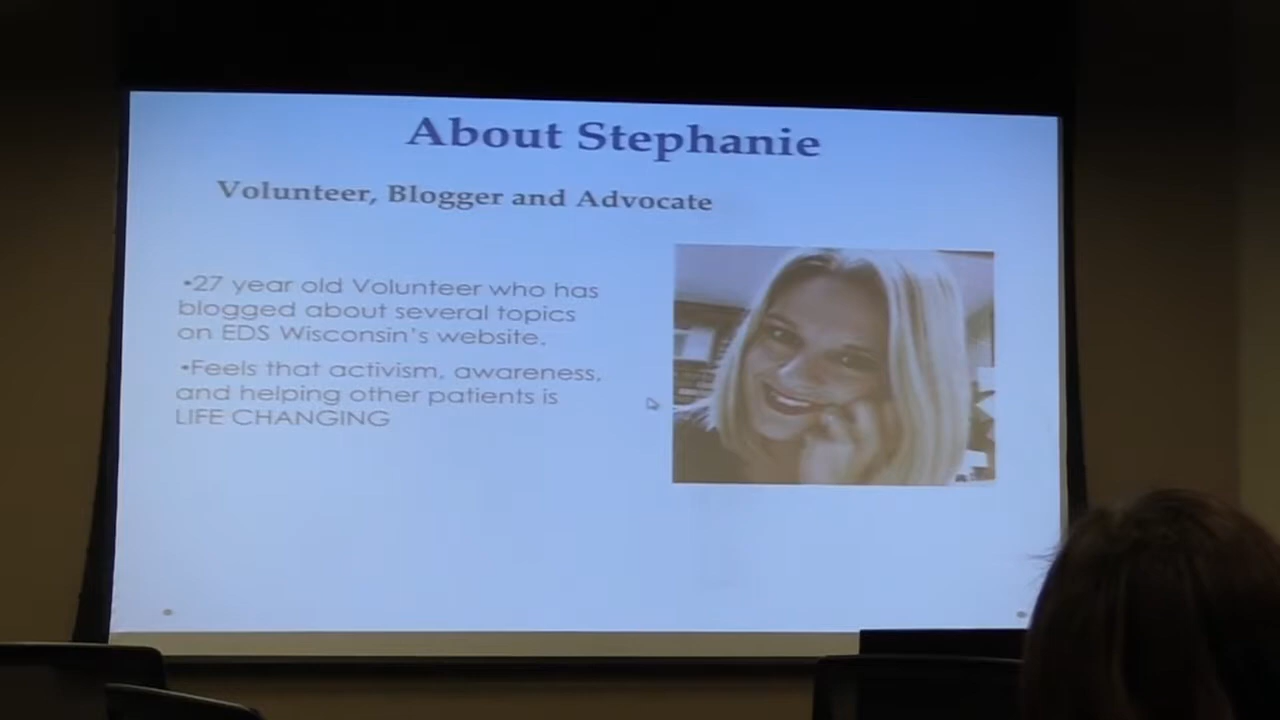 About Stephanie
Volunteer, Blogger and Advocate
•27 year old Volunteer who has
blogged about several topics
on EDS Wisconsin's website.
•Feels that activism, awareness,
and helping other patients is
LIFE CHANGING